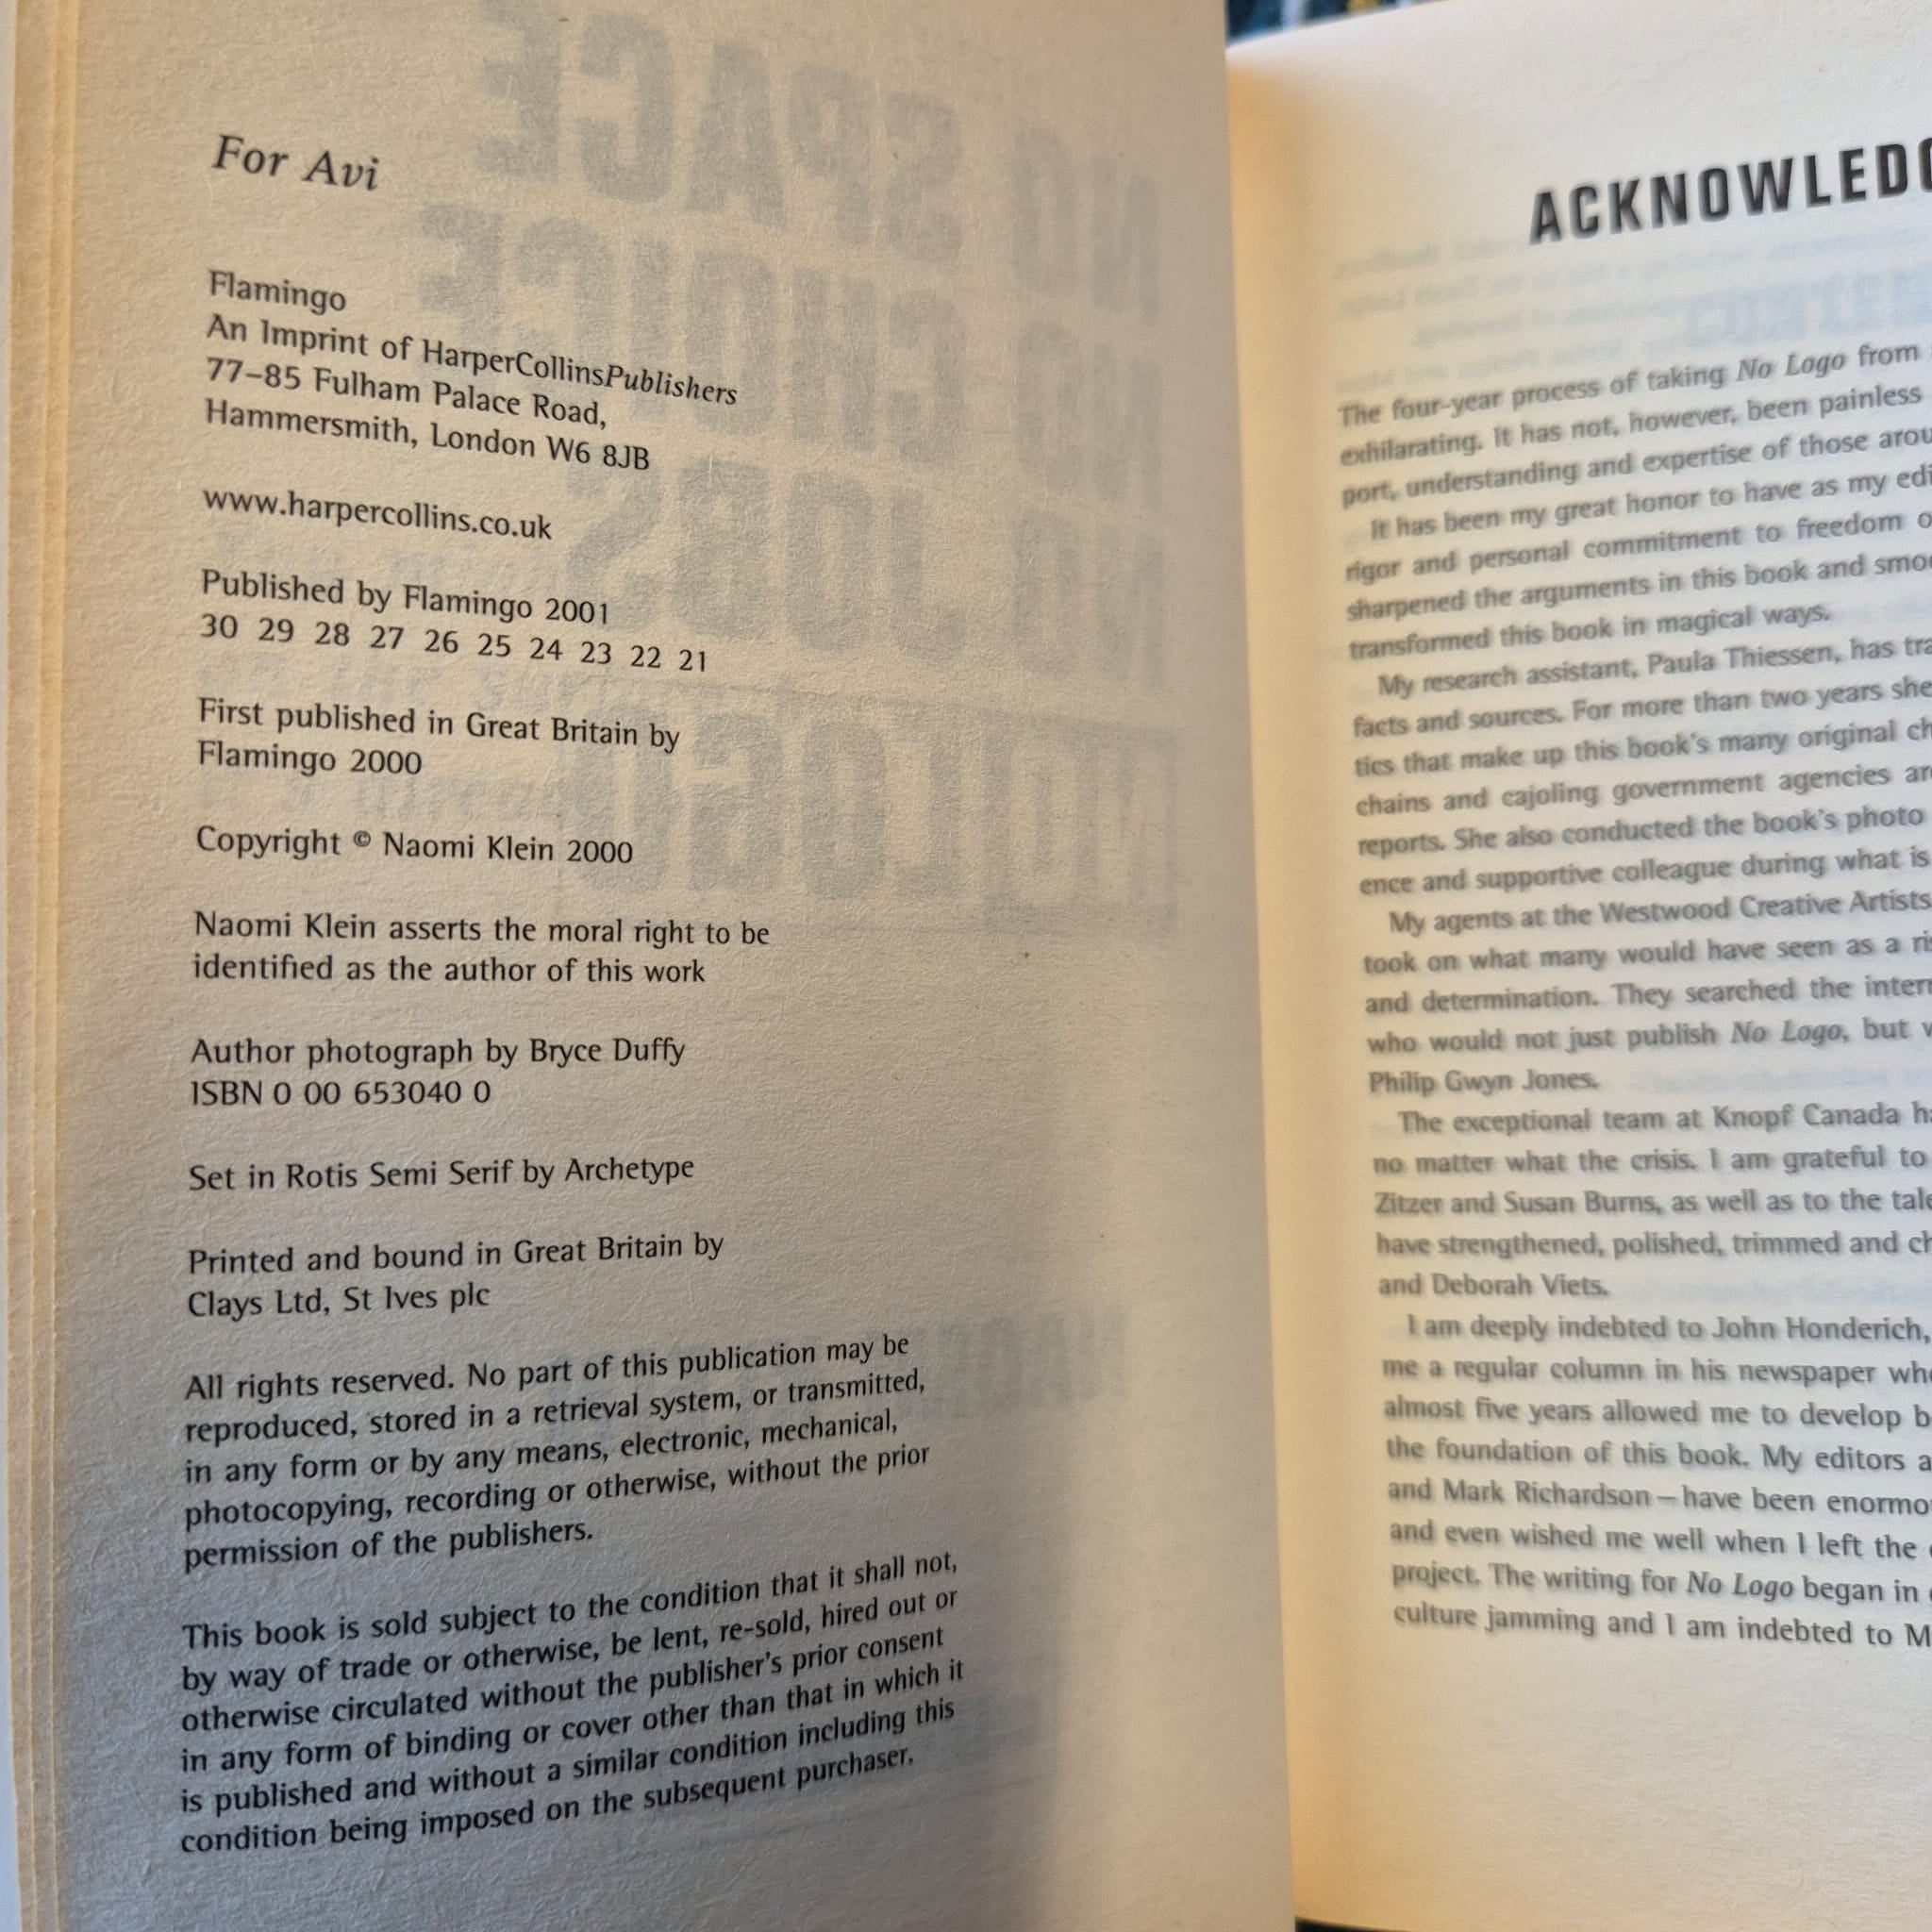 For Avi
Flamingo
An Imprint of HarperCollinsPublishers
77–85 Fulham Palace Road,
Hammersmith, London W6 8JB
www.harpercollins.co.uk
Published by Flamingo 2001
30 29 28 27 26 25 24 23 22 21
First published in Great Britain by
Flamingo 2000
Copyright © Naomi Klein 2000
Naomi Klein asserts the moral right to be
identified as the author of this work
Author photograph by Bryce Duffy
ISBN 0 00 653040 0
Set in Rotis Semi Serif by Archetype
Printed and bound in Great Britain by
Clays Ltd, St Ives plc
All rights reserved. No part of this publication may be
reproduced, stored in a retrieval system, or transmitted,
in any form or by any means, electronic, mechanical,
photocopying, recording or otherwise, without the prior
permission of the publishers.
This book is sold subject to the condition that it shall not,
by way of trade or otherwise, be lent, re-sold, hired out or
otherwise circulated without the publisher's prior consent
in any form of binding or cover other than that in which it
is published and without a similar condition including this
condition being imposed on the subsequent purchaser.
ACKNOWLEDG
The four-year process of taking No Logo from
exhilarating. It has not, however, been painless
port, understanding and expertise of those arou
It has been my great honor to have as my edi
rigor and personal commitment to freedom o
sharpened the arguments in this book and smoo
transformed this book in magical ways.
My research assistant, Paula Thiessen, has tra
facts and sources. For more than two years she
tics that make up this book's many original ch
chains and cajoling government agencies aro
reports. She also conducted the book's photo
ence and supportive colleague during what is
My agents at the Westwood Creative Artists
took on what many would have seen as a ris
and determination. They searched the intern
who would not just publish No Logo, but w
Philip Gwyn Jones.
The exceptional team at Knopf Canada ha
no matter what the crisis. I am grateful to
Zitzer and Susan Burns, as well as to the tale
have strengthened, polished, trimmed and ch
and Deborah Viets.
I am deeply indebted to John Honderich,
me a regular column in his newspaper whe
almost five years allowed me to develop b
the foundation of this book. My editors a
and Mark Richardson – have been enormou
and even wished me well when I left the
project. The writing for No Logo began in
culture jamming and I am indebted to M